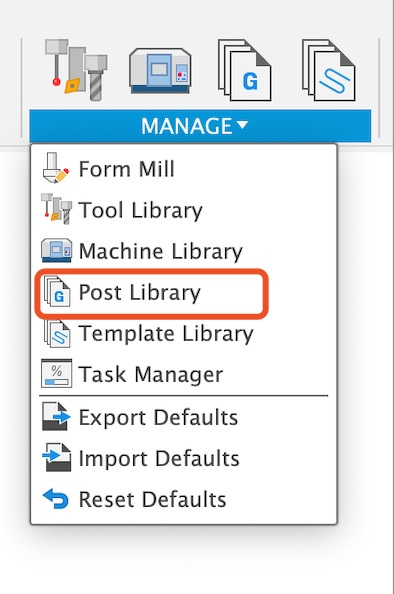 G
MANAGE
Form Mill
Tool Library
Machine Library
G
Post Library
Template Library
%
Task Manager
Export Defaults
Import Defaults
Reset Defaults